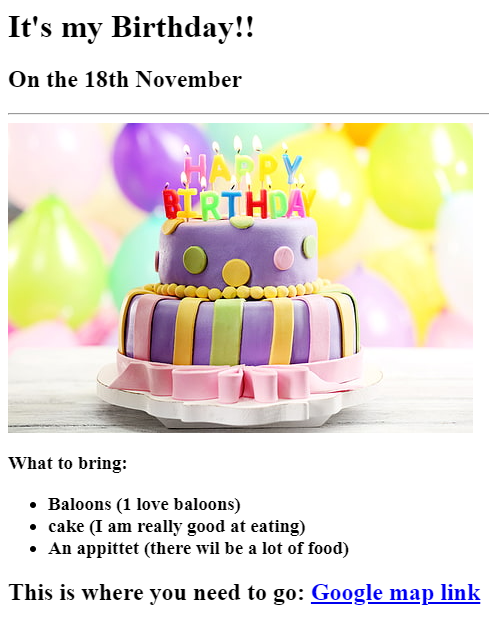 It's my Birthday!!
On the 18th November
HAPPY
BIRTHDAY
What to bring:
Baloons (1 love baloons)
cake (I am really good at eating)
An appittet (there wil be a lot of food)
This is where you need to go: Google map link